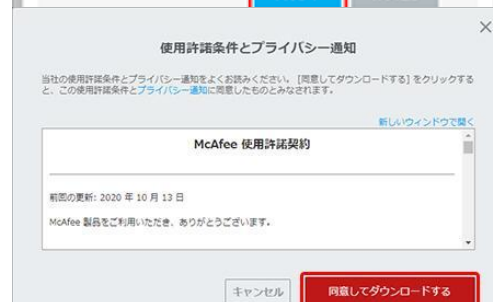 使用許諾条件とプライバシー通知
当社の使用許諾条件とプライバシー通知をよくお読みください。 [同意してダウンロードする] をクリックする
と、この使用許諾条件とプライバシー通知に同意したものとみなされます。
新しいウィンドウで開く
McAfee 使用許諾契約
前回の更新: 2020 年 10 月 13 日
McAfee 製品をご利用いただき、ありがとうございます。
キャンセル
同意してダウンロードする